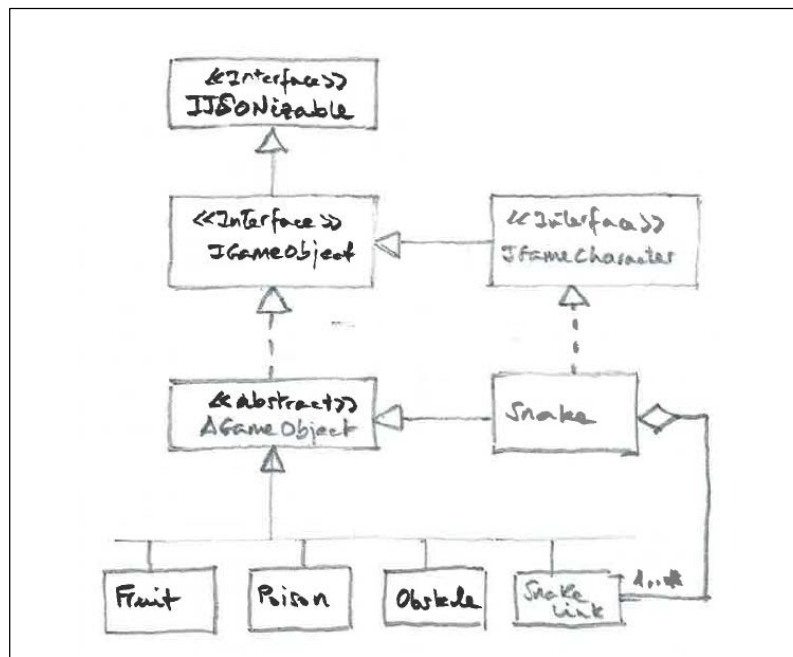 <<Interface>>
IJSONizable
<<Interface>>
IGameObject
<<Interface>>
IGameCharacter
<<abstract>>
AGameObject
Snake
Fruit
Poison
Obstacle
Snake
Link
1..*